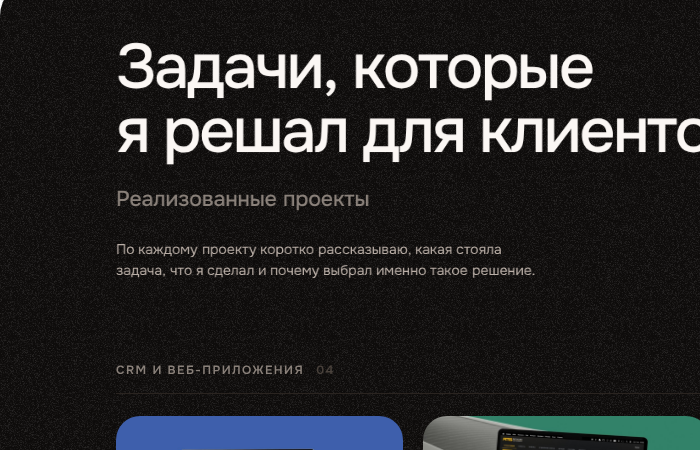 Задачи, которые
я решал для клиенто
Реализованные проекты
По каждому проекту коротко рассказываю, какая стояла
задача, что я сделал и почему выбрал именно такое решение.
CRM И ВЕБ-ПРИЛОЖЕНИЯ 04